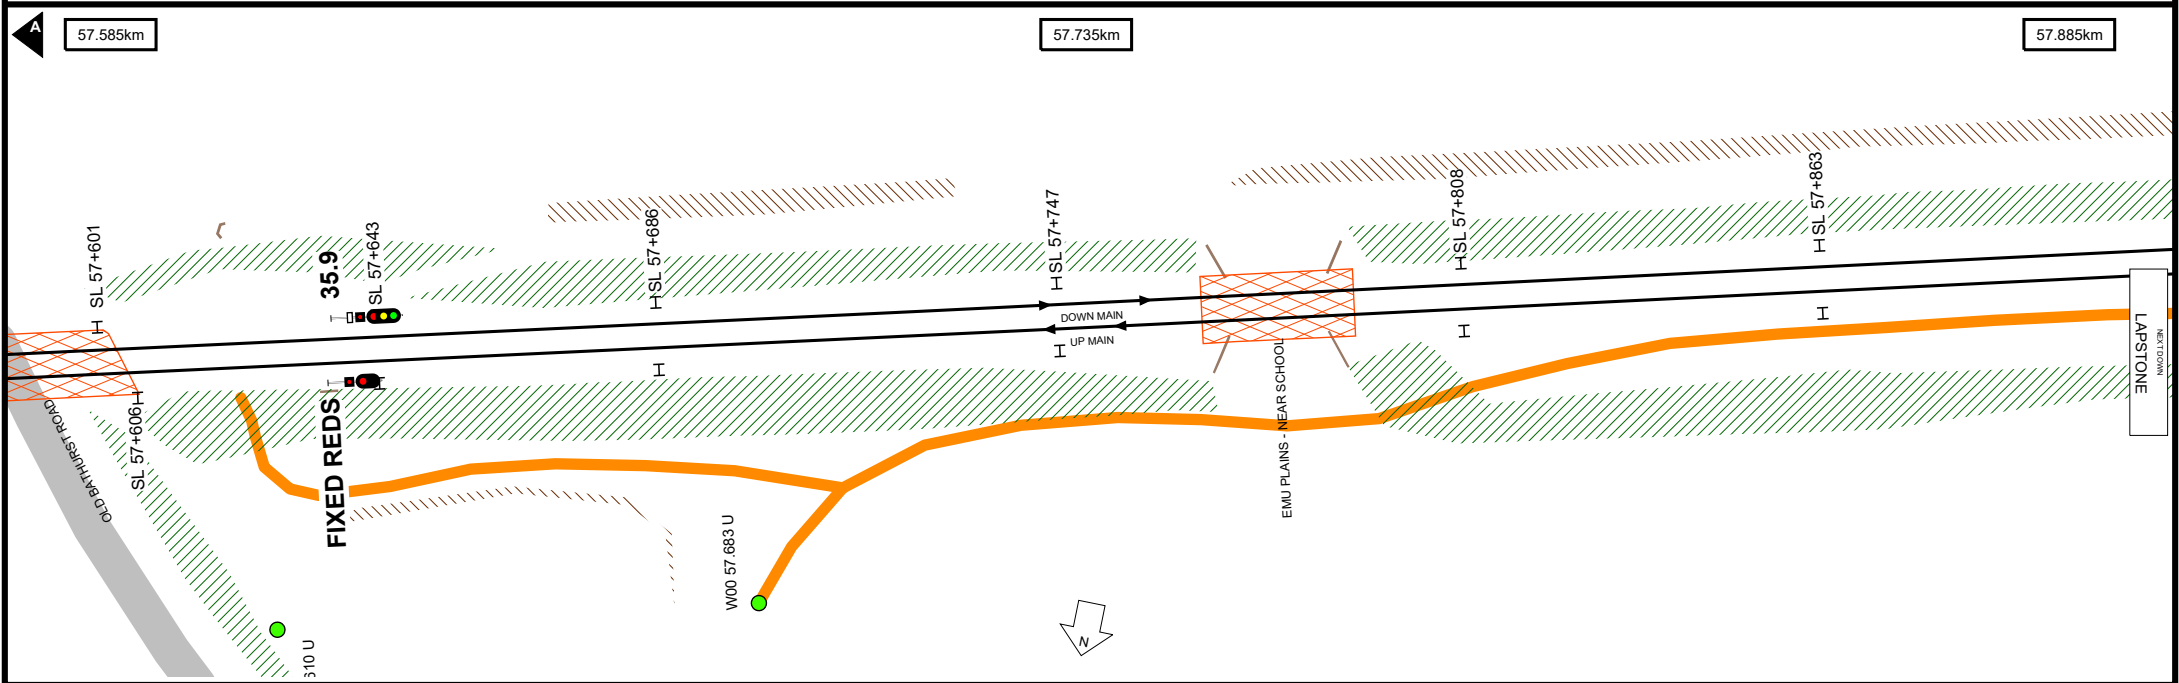 A
57.585km
57.735km
57.885km
SL 57+601
35.9
SL 57+643
SL 57+686
SL 57+747
SL 57+808
SL 57+863
DOWN MAIN
UP MAIN
OLD BATHURST ROAD
SL 57+606
FIXED REDS
EMU PLAINS - NEAR SCHOOL
LAPSTONE
NEXT DOWN
W00 57.683 U
610 U
N